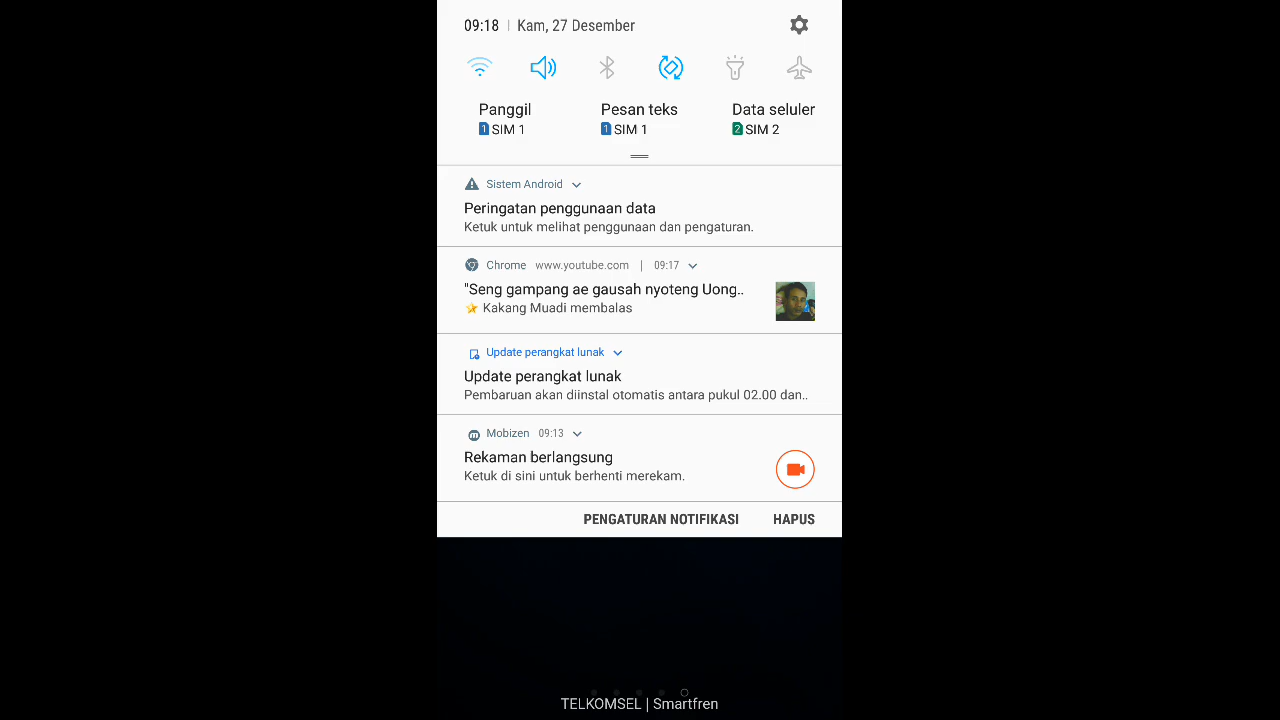 09:18 | Kam, 27 Desember
Panggil Pesan teks Data seluler
1 SIM 1 1 SIM 1 2 SIM 2
Sistem Android
Peringatan penggunaan data
Ketuk untuk melihat penggunaan dan pengaturan.
Chrome www.youtube.com | 09:17
"Seng gampang ae gausah nyoteng Uong..
Kakang Muadi membalas
Update perangkat lunak
Update perangkat lunak
Pembaruan akan diinstal otomatis antara pukul 02.00 dan..
m Mobizen 09:13
Rekaman berlangsung
Ketuk di sini untuk berhenti merekam.
PENGATURAN NOTIFIKASI HAPUS
TELKOMSEL | Smartfren